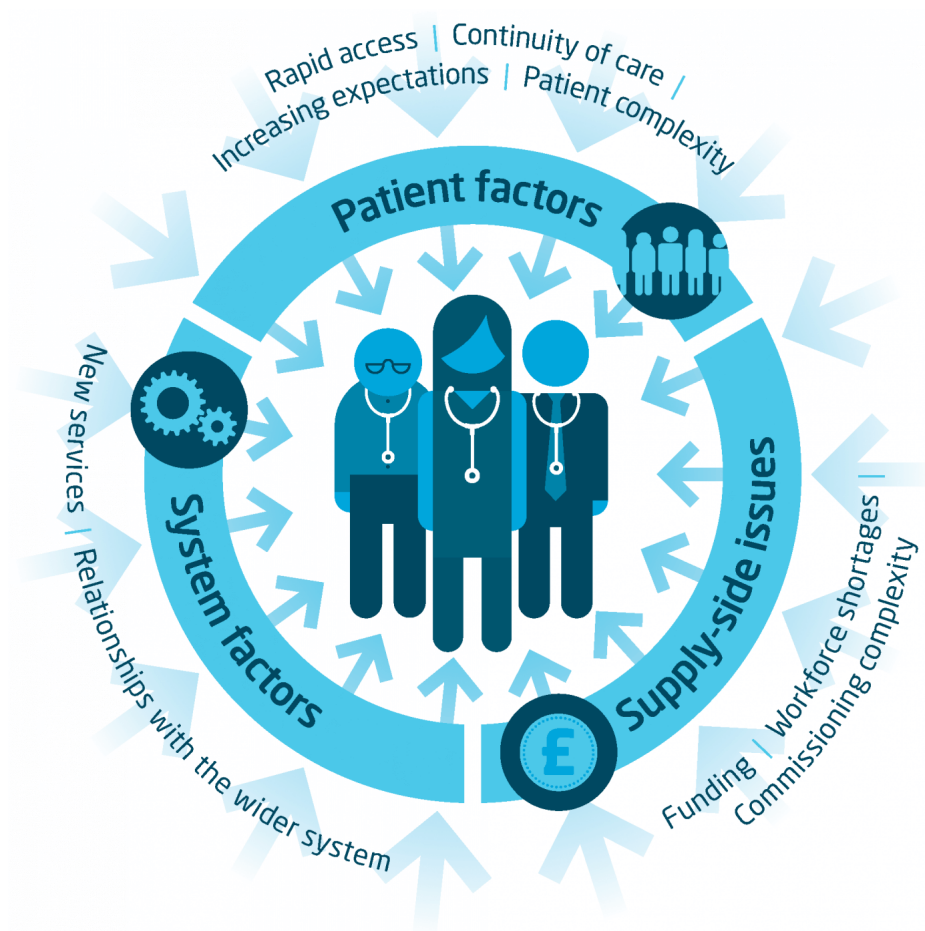 Rapid access | Continuity of care |
Increasing expectations | Patient complexity
Patient factors
Supply-side issues
Funding | Workforce shortages |
Commissioning complexity
£
System factors
New services | Relationships with the wider system